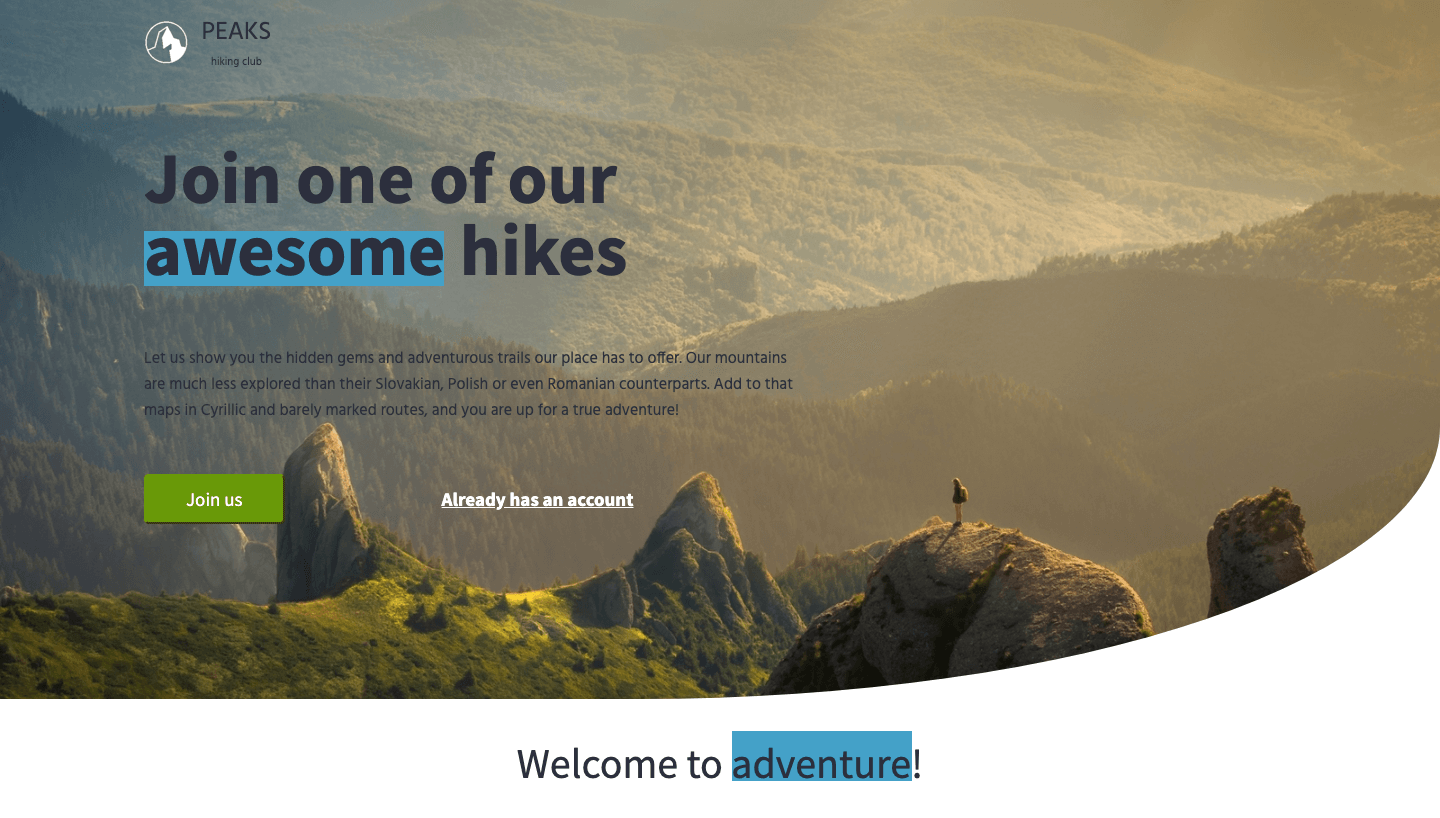 PEAKS
hiking club
Join one of our
awesome hikes
Let us show you the hidden gems and adventurous trails our place has to offer. Our mountains
are much less explored than their Slovakian, Polish or even Romanian counterparts. Add to that
maps in Cyrillic and barely marked routes, and you are up for a true adventure!
Join us
Already has an account
Welcome to adventure!